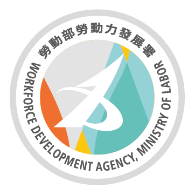 勞動部勞動力發展署
WORKFORCE DEVELOPMENT AGENCY, MINISTRY OF LABOR